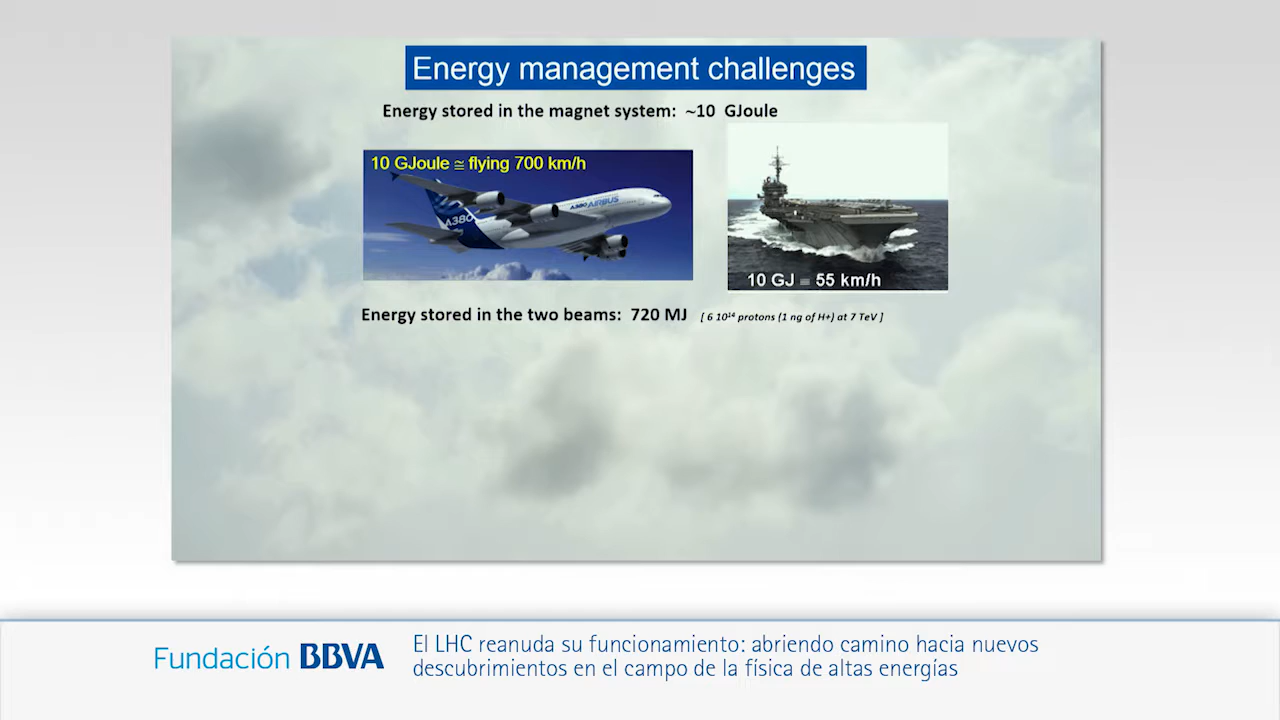 Energy management challenges
Energy stored in the magnet system: ~10 GJoule
10 GJoule ≅ flying 700 km/h
A380 AIRBUS
A380
10 GJ ≅ 55 km/h
Energy stored in the two beams: 720 MJ [ 6 10¹⁴ protons (1 ng of H+) at 7 TeV ]
Fundación BBVA
El LHC reanuda su funcionamiento: abriendo camino hacia nuevos
descubrimientos en el campo de la física de altas energías